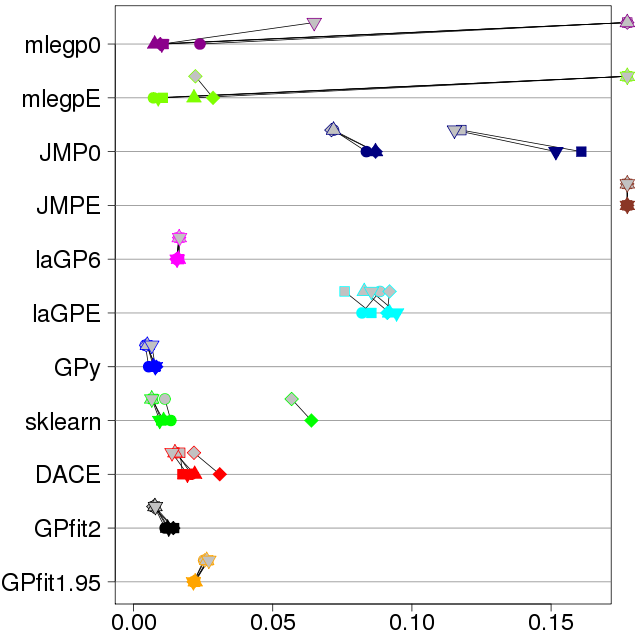 mlegp0
mlegpE
JMP0
JMPE
laGP6
laGPE
GPy
sklearn
DACE
GPfit2
GPfit1.95
0.00 0.05 0.10 0.15